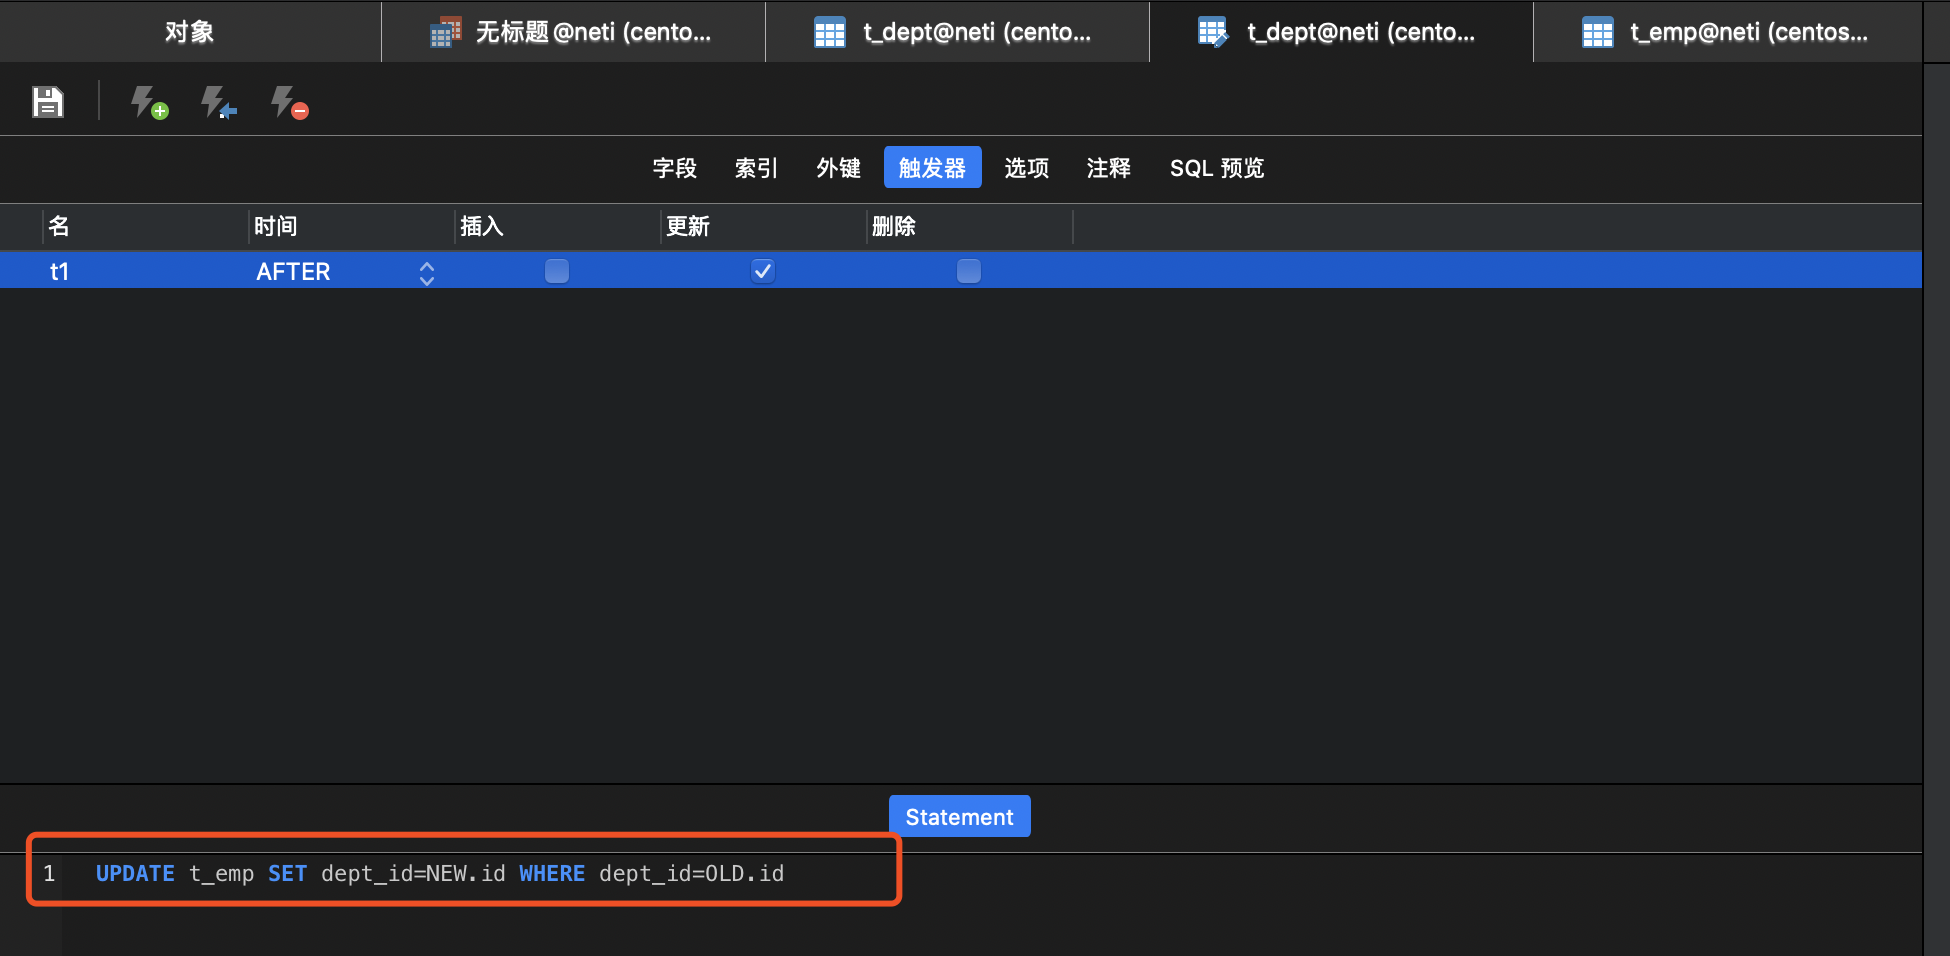 对象 无标题 @neti (cento... t_dept@neti (cento... t_dept@neti (cento... t_emp@neti (centos...
字段 索引 外键 触发器 选项 注释 SQL 预览
名 时间 插入 更新 删除
t1 AFTER
Statement
1 UPDATE t_emp SET dept_id=NEW.id WHERE dept_id=OLD.id